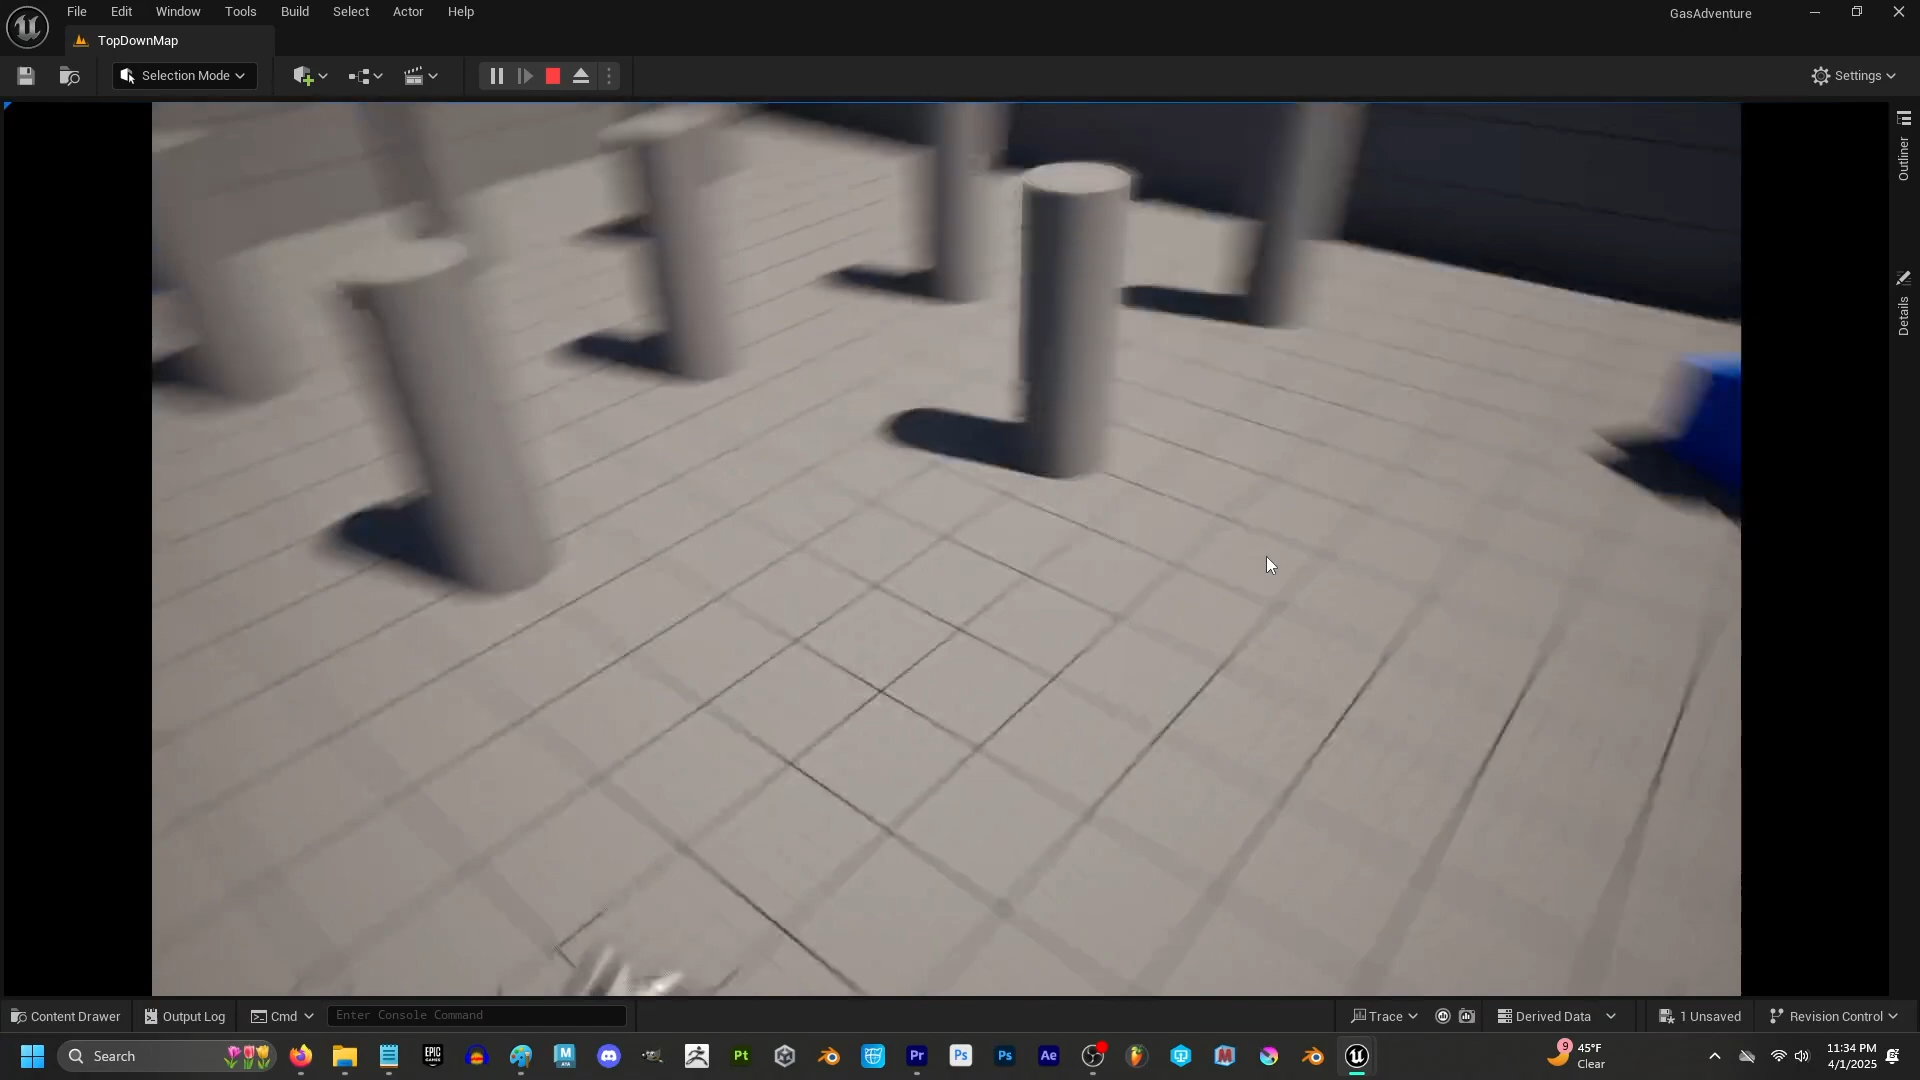 File Edit Window Tools Build Select Actor Help
GasAdventure
TopDownMap
Selection Mode
Settings
Outliner
Details
Content Drawer
Output Log
Cmd
Enter Console Command
Trace
Derived Data
1 Unsaved
Revision Control
Search
EPIC
GAMES
M
Pt
Pr
Ps
Ps
Ae
M
9
45°F
Clear
11:34 PM
4/1/2025